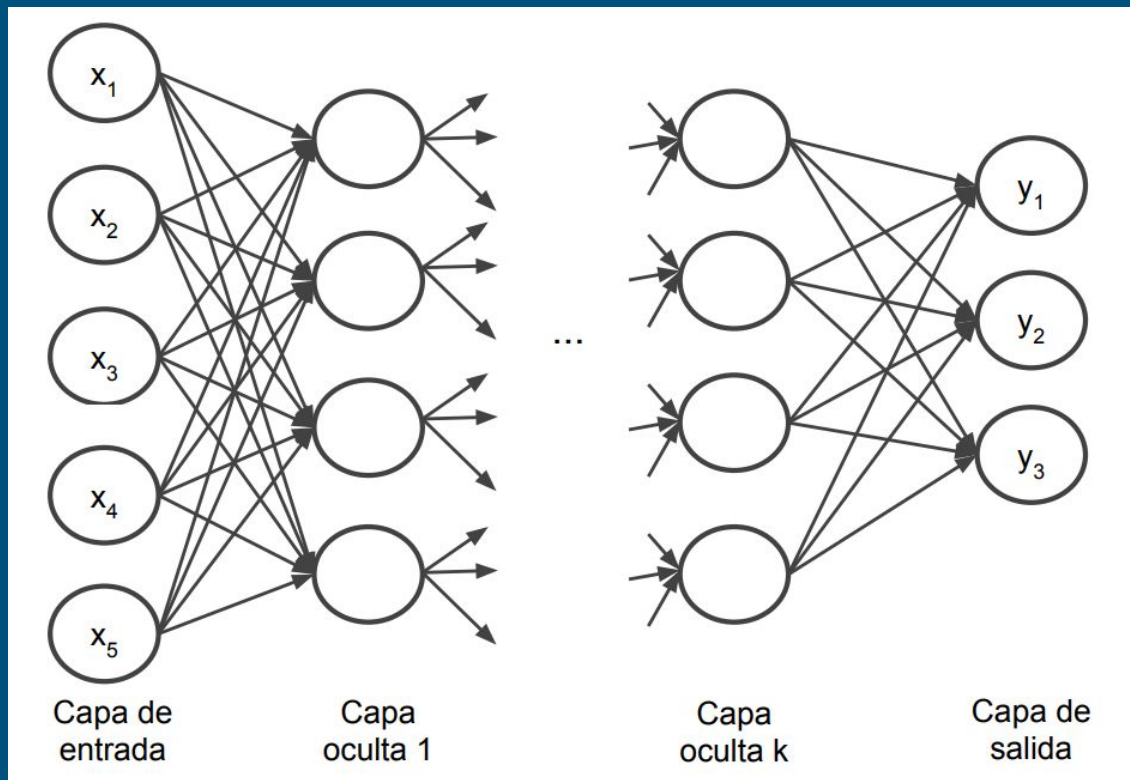 x1
x2
x3
x4
x5
...
y1
y2
y3
Capa de
entrada
Capa
oculta 1
Capa
oculta k
Capa de
salida